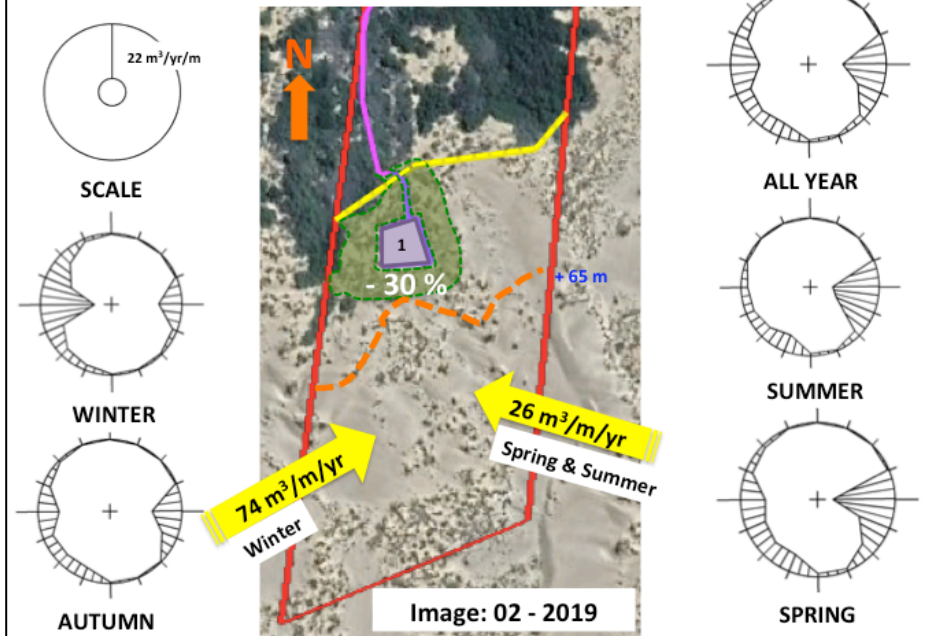 22 m³/yr/m
SCALE
WINTER
AUTUMN
N
1
- 30 %
+ 65 m
74 m³/m/yr
Winter
26 m³/m/yr
Spring & Summer
Image: 02 - 2019
ALL YEAR
SUMMER
SPRING